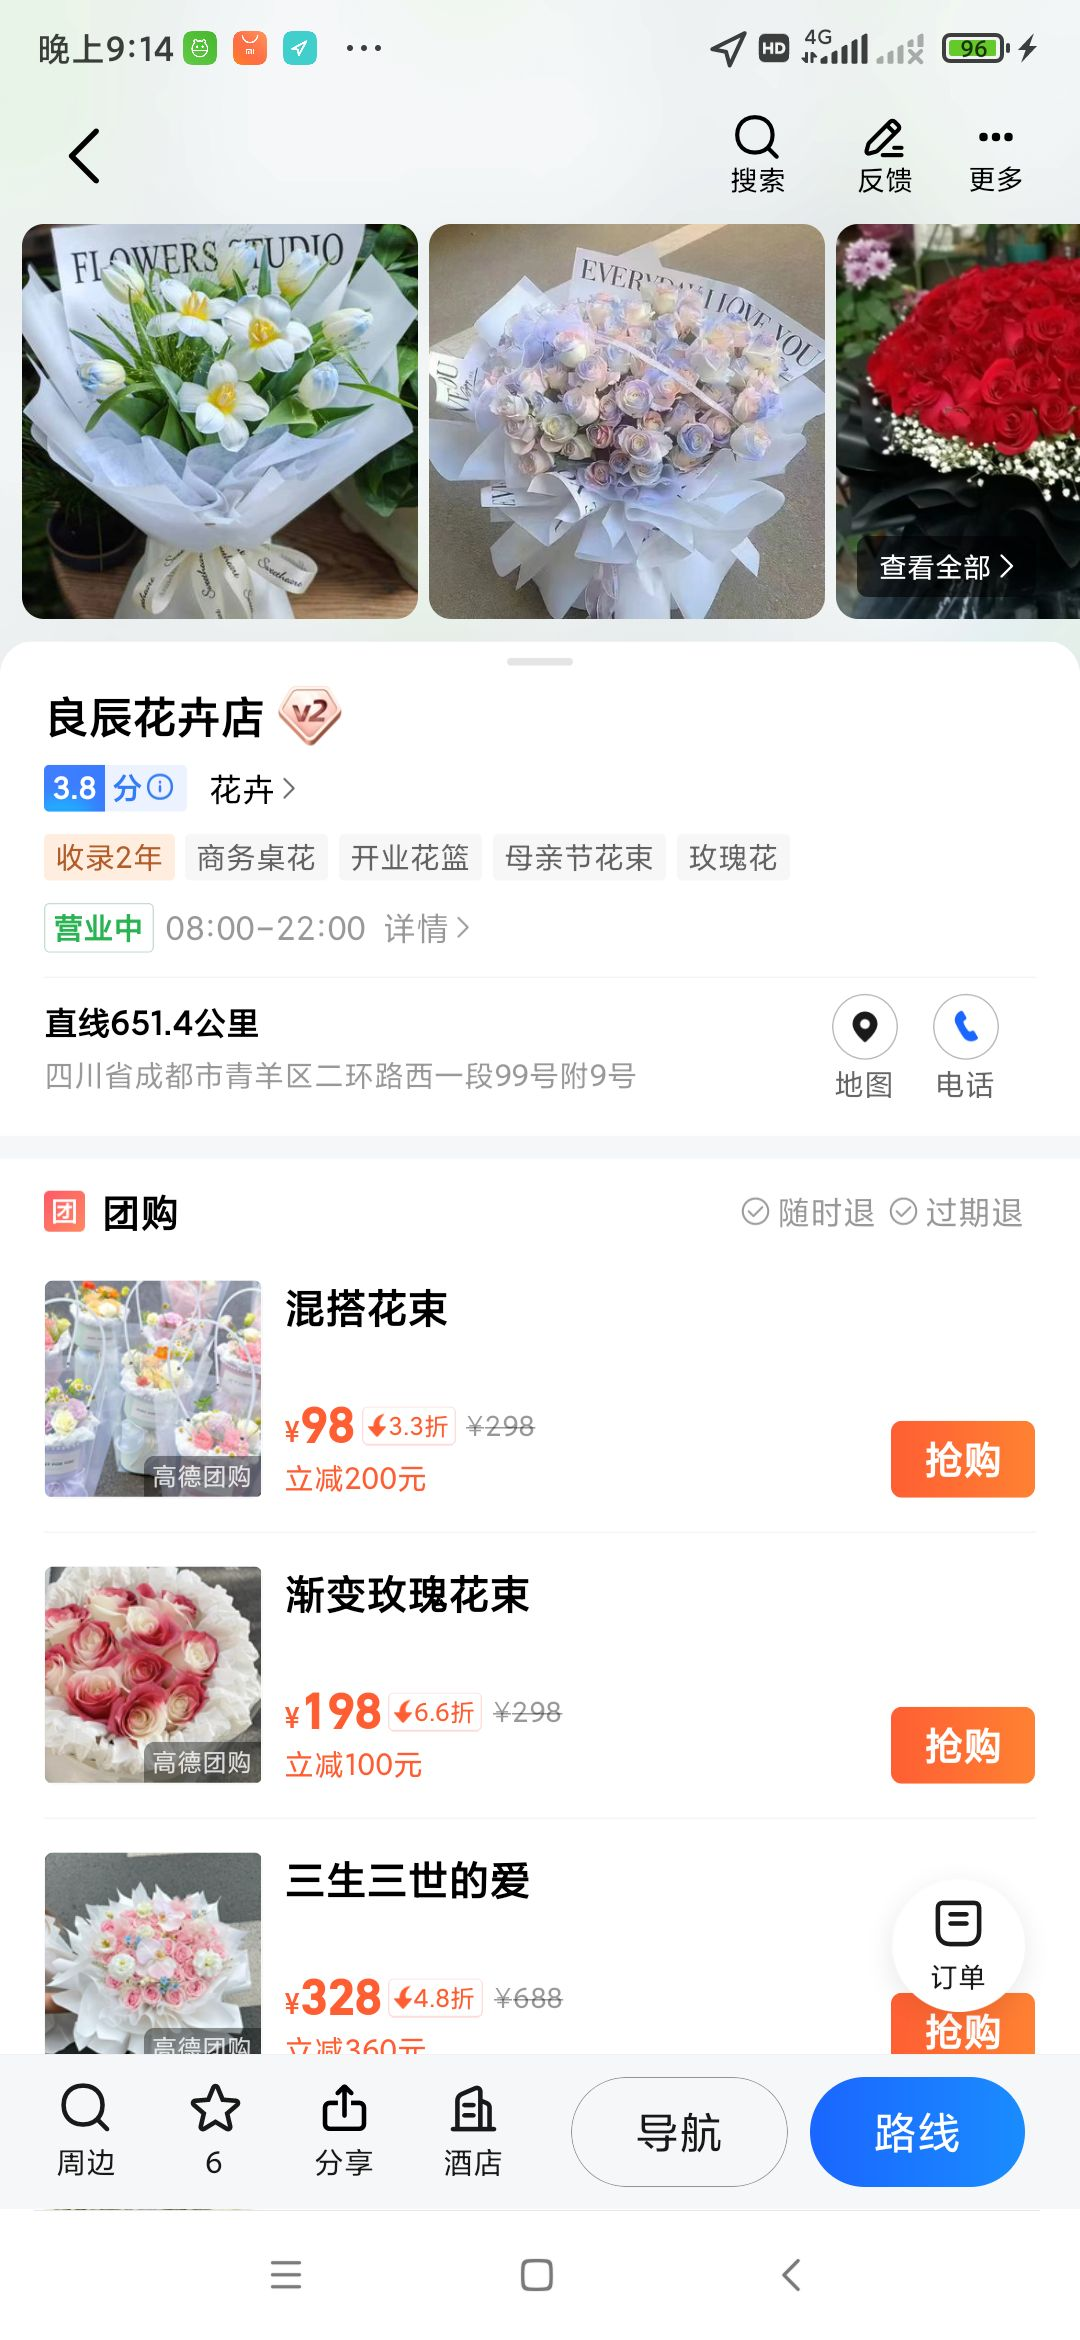 晚上9:14
HD
4G
96
搜索
反馈
更多
FLOWERS STUDIO
EVERYDAY I LOVE YOU
查看全部
良辰花卉店
v2
3.8分
花卉
收录2年
商务桌花
开业花篮
母亲节花束
玫瑰花
营业中
08:00-22:00
详情
直线651.4公里
四川省成都市青羊区二环路西一段99号附9号
地图
电话
团
团购
随时退
过期退
混搭花束
¥98
3.3折
¥298
立减200元
高德团购
抢购
渐变玫瑰花束
¥198
6.6折
¥298
立减100元
高德团购
抢购
三生三世的爱
¥328
4.8折
¥688
立减360元
高德团购
订单
抢购
周边
6
分享
酒店
导航
路线